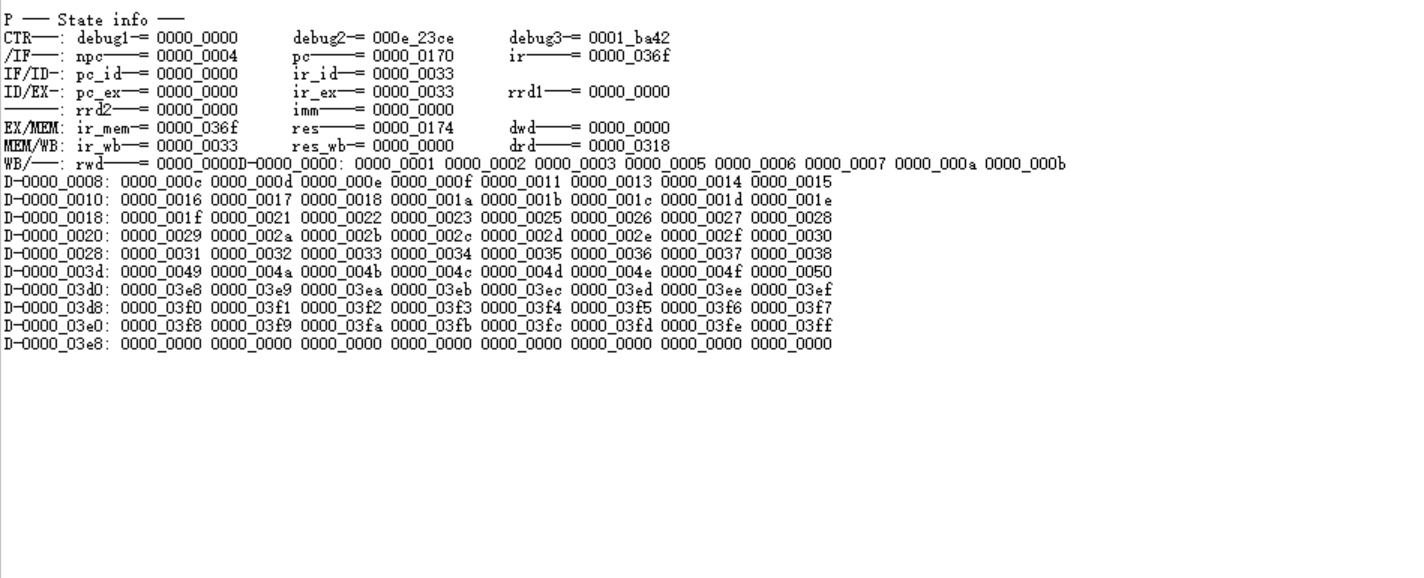 P —— State info ——
CTR——: debug1-= 0000_0000 debug2-= 000e_23ce debug3-= 0001_ba42
/IF——: npc——= 0000_0004 pc———= 0000_0170 ir———= 0000_036f
IF/ID-: pc_id—= 0000_0000 ir_id—= 0000_0033
ID/EX-: pc_ex—= 0000_0000 ir_ex—= 0000_0033 rrd1——= 0000_0000
———: rrd2——= 0000_0000 imm——= 0000_0000
EX/MEM: ir_mem-= 0000_036f res——= 0000_0174 dwd——= 0000_0000
MEM/WB: ir_wb—= 0000_0033 res_wb-= 0000_0000 drd——= 0000_0318
WB/——: rwd——= 0000_0000D-0000_0000: 0000_0001 0000_0002 0000_0003 0000_0005 0000_0006 0000_0007 0000_000a 0000_000b
D-0000_0008: 0000_000c 0000_000d 0000_000e 0000_000f 0000_0011 0000_0013 0000_0014 0000_0015
D-0000_0010: 0000_0016 0000_0017 0000_0018 0000_001a 0000_001b 0000_001c 0000_001d 0000_001e
D-0000_0018: 0000_001f 0000_0021 0000_0022 0000_0023 0000_0025 0000_0026 0000_0027 0000_0028
D-0000_0020: 0000_0029 0000_002a 0000_002b 0000_002c 0000_002d 0000_002e 0000_002f 0000_0030
D-0000_0028: 0000_0031 0000_0032 0000_0033 0000_0034 0000_0035 0000_0036 0000_0037 0000_0038
D-0000_003d: 0000_0049 0000_004a 0000_004b 0000_004c 0000_004d 0000_004e 0000_004f 0000_0050
D-0000_03d0: 0000_03e8 0000_03e9 0000_03ea 0000_03eb 0000_03ec 0000_03ed 0000_03ee 0000_03ef
D-0000_03d8: 0000_03f0 0000_03f1 0000_03f2 0000_03f3 0000_03f4 0000_03f5 0000_03f6 0000_03f7
D-0000_03e0: 0000_03f8 0000_03f9 0000_03fa 0000_03fb 0000_03fc 0000_03fd 0000_03fe 0000_03ff
D-0000_03e8: 0000_0000 0000_0000 0000_0000 0000_0000 0000_0000 0000_0000 0000_0000 0000_0000